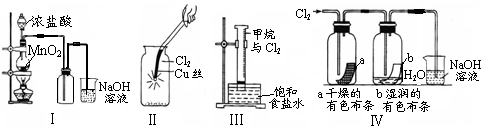 浓盐酸
MnO₂
NaOH
溶液
Ⅰ
Cl₂
Cu丝
Ⅱ
甲烷
与Cl₂
饱和
食盐水
Ⅲ
Cl₂
a
b
H₂O
NaOH
溶液
a干燥的
有色布条
b湿润的
有色布条
Ⅳ